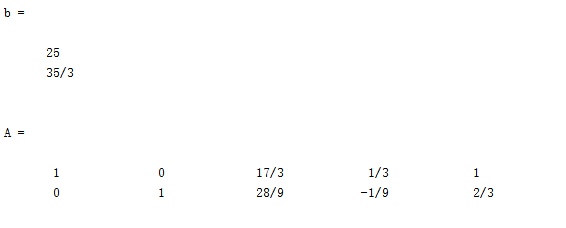 b =
25
35/3
A =
1 0 17/3 1/3 1
0 1 28/9 -1/9 2/3